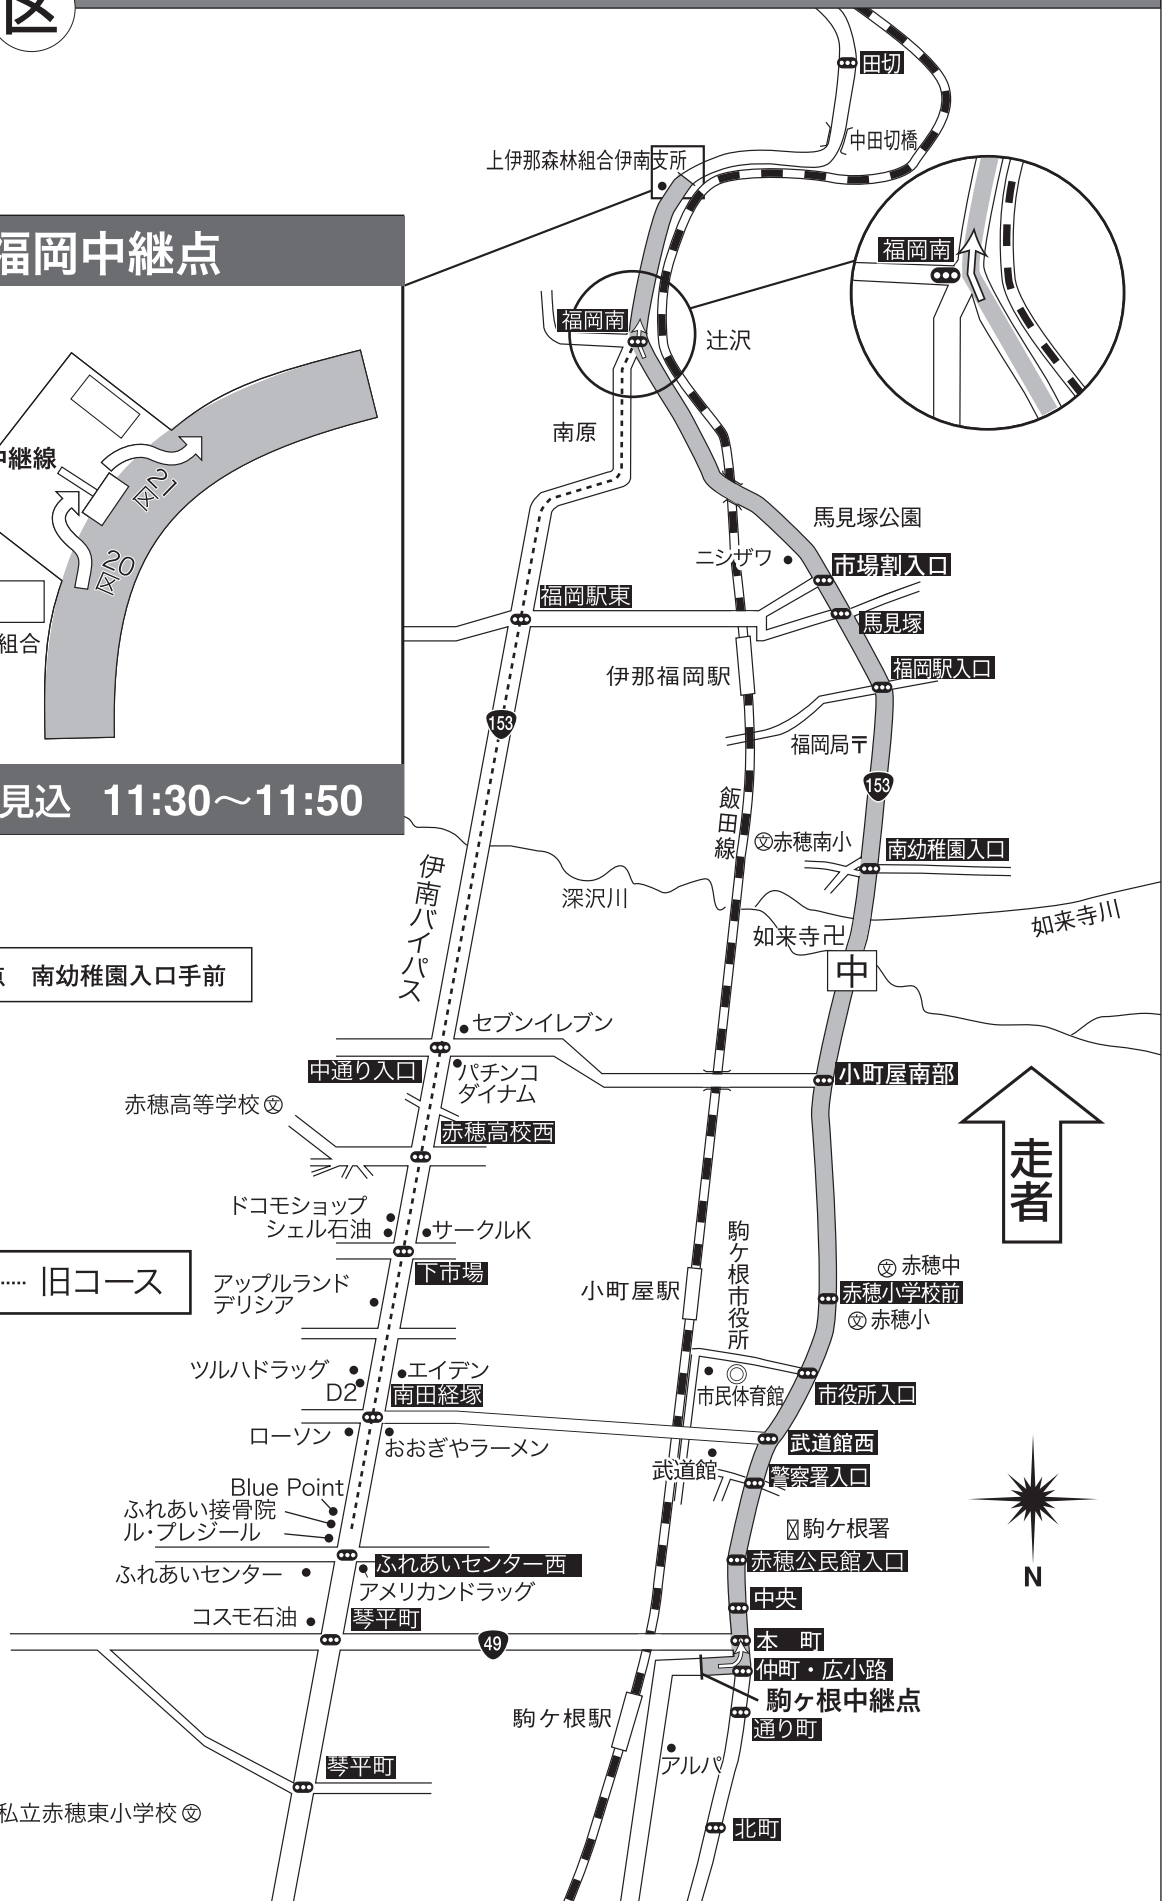 区
田切
中田切橋
上伊那森林組合伊南支所
福岡中継点
福岡南
福岡南
辻沢
南原
中継線
21区
20区
組合
馬見塚公園
ニシザワ
市場割入口
福岡駅東
馬見塚
伊那福岡駅
福岡駅入口
153
福岡局〒
153
見込 11:30～11:50
飯田線
赤穂南小
南幼稚園入口
伊南バイパス
深沢川
如来寺川
如来寺卍
点 南幼稚園入口手前
中
セブンイレブン
中通り入口
パチンコ
ダイナム
小町屋南部
赤穂高等学校
赤穂高校西
走者
ドコモショップ
シェル石油
サークルK
駒ケ根市役所
下市場
旧コース
赤穂中
アップルランド
デリシア
小町屋駅
赤穂小学校前
赤穂小
ツルハドラッグ
エイデン
D2
南田経塚
市民体育館
市役所入口
ローソン
おおぎやラーメン
武道館西
武道館
警察署入口
Blue Point
ふれあい接骨院
ル・プレジール
駒ケ根署
ふれあいセンター西
赤穂公民館入口
ふれあいセンター
アメリカンドラッグ
N
中央
コスモ石油
琴平町
49
本 町
仲町・広小路
駒ヶ根中継点
駒ケ根駅
通り町
アルパ
琴平町
私立赤穂東小学校
北町